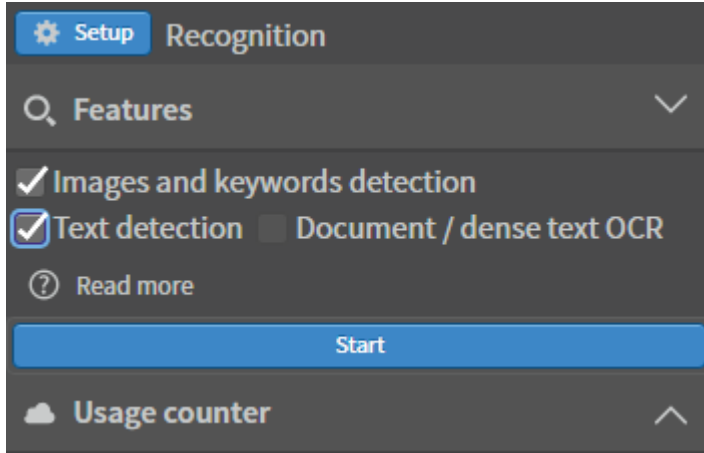 Setup Recognition
Features
Images and keywords detection
Text detection Document / dense text OCR
? Read more
Start
Usage counter